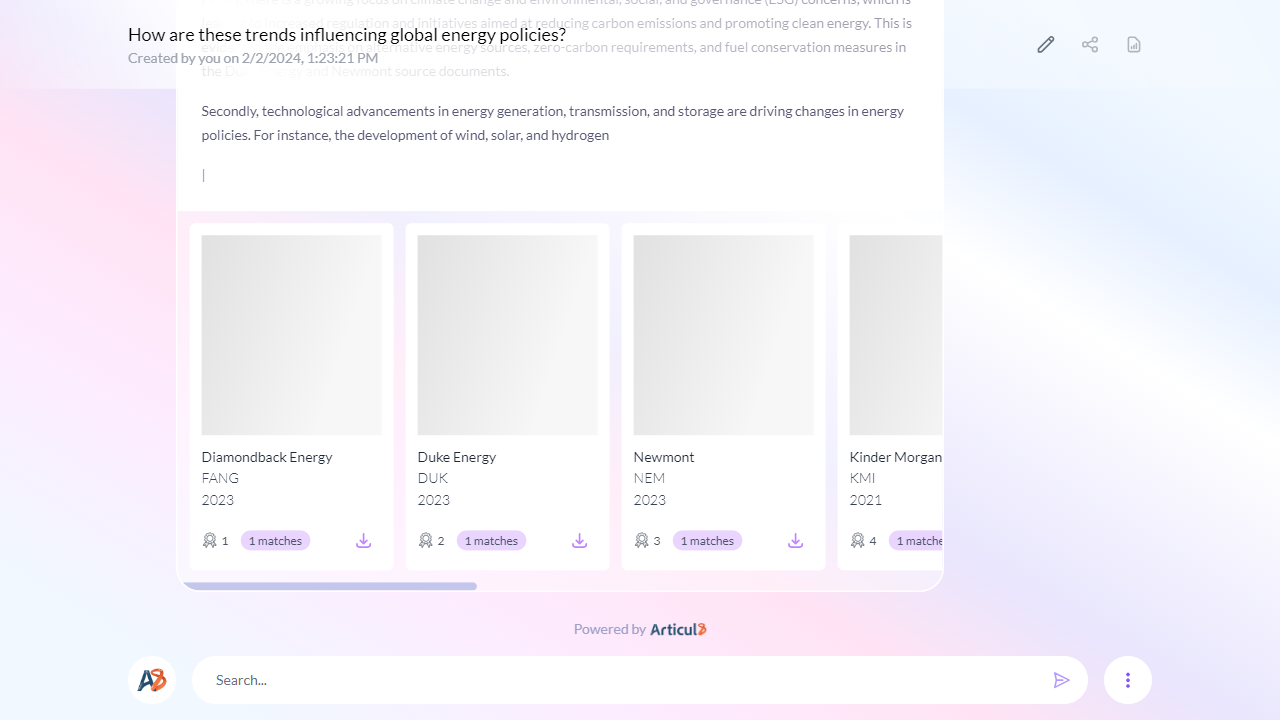 there's a growing focus on climate change and environmental, social, and governance (ESG) concerns, which is
increased regulation and initiatives aimed at reducing carbon emissions and promoting clean energy. This is
How are these trends influencing global energy policies?
alternative energy sources, zero-carbon requirements, and fuel conservation measures in
Created by you on 2/2/2024, 1:23:21 PM
the and Newmont source documents.
Secondly, technological advancements in energy generation, transmission, and storage are driving changes in energy
policies. For instance, the development of wind, solar, and hydrogen
Diamondback Energy
FANG
2023
1 1 matches
Duke Energy
DUK
2023
2 1 matches
Newmont
NEM
2023
3 1 matches
Kinder Morgan
KMI
2021
4 1 matche
Powered by Articul8
A8
Search...